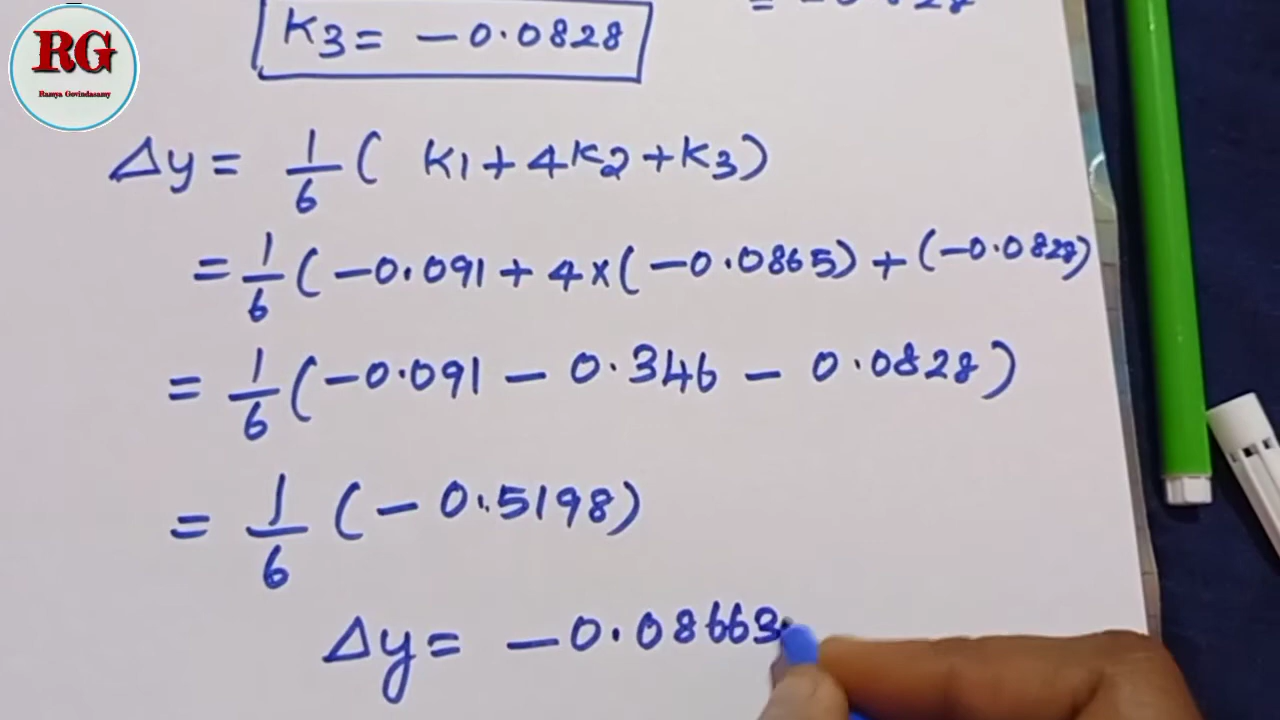 RG
Ramya Govindasamy
K3 = -0.0828
Δy = 1/6 ( K1 + 4K2 + K3 )
= 1/6 ( -0.091 + 4×( -0.0865 ) + ( -0.0828 )
= 1/6 ( -0.091 - 0.346 - 0.0828 )
= 1/6 ( -0.5198 )
Δy = -0.08663